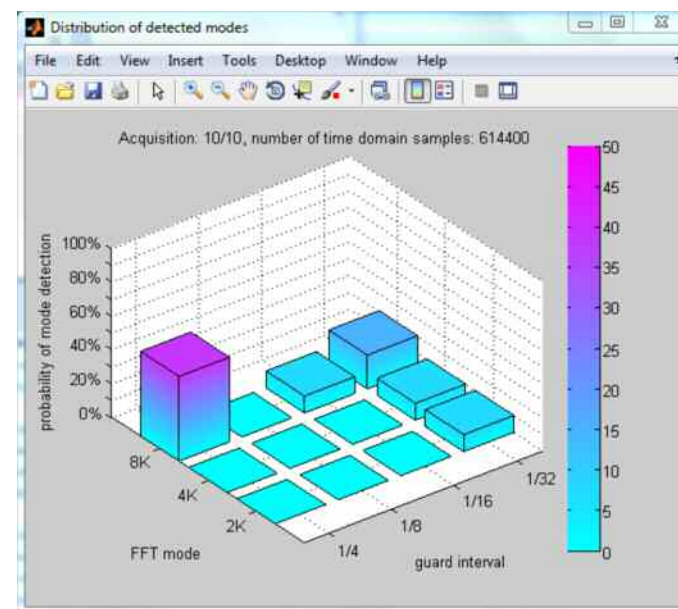 Distribution of detected modes
File Edit View Insert Tools Desktop Window Help
Acquisition: 10/10, number of time domain samples: 614400
50
45
40
35
30
25
20
15
10
5
0
probability of mode detection
100%
80%
60%
40%
20%
0%
8K
4K
2K
FFT mode
1/4
1/8
1/16
1/32
guard interval